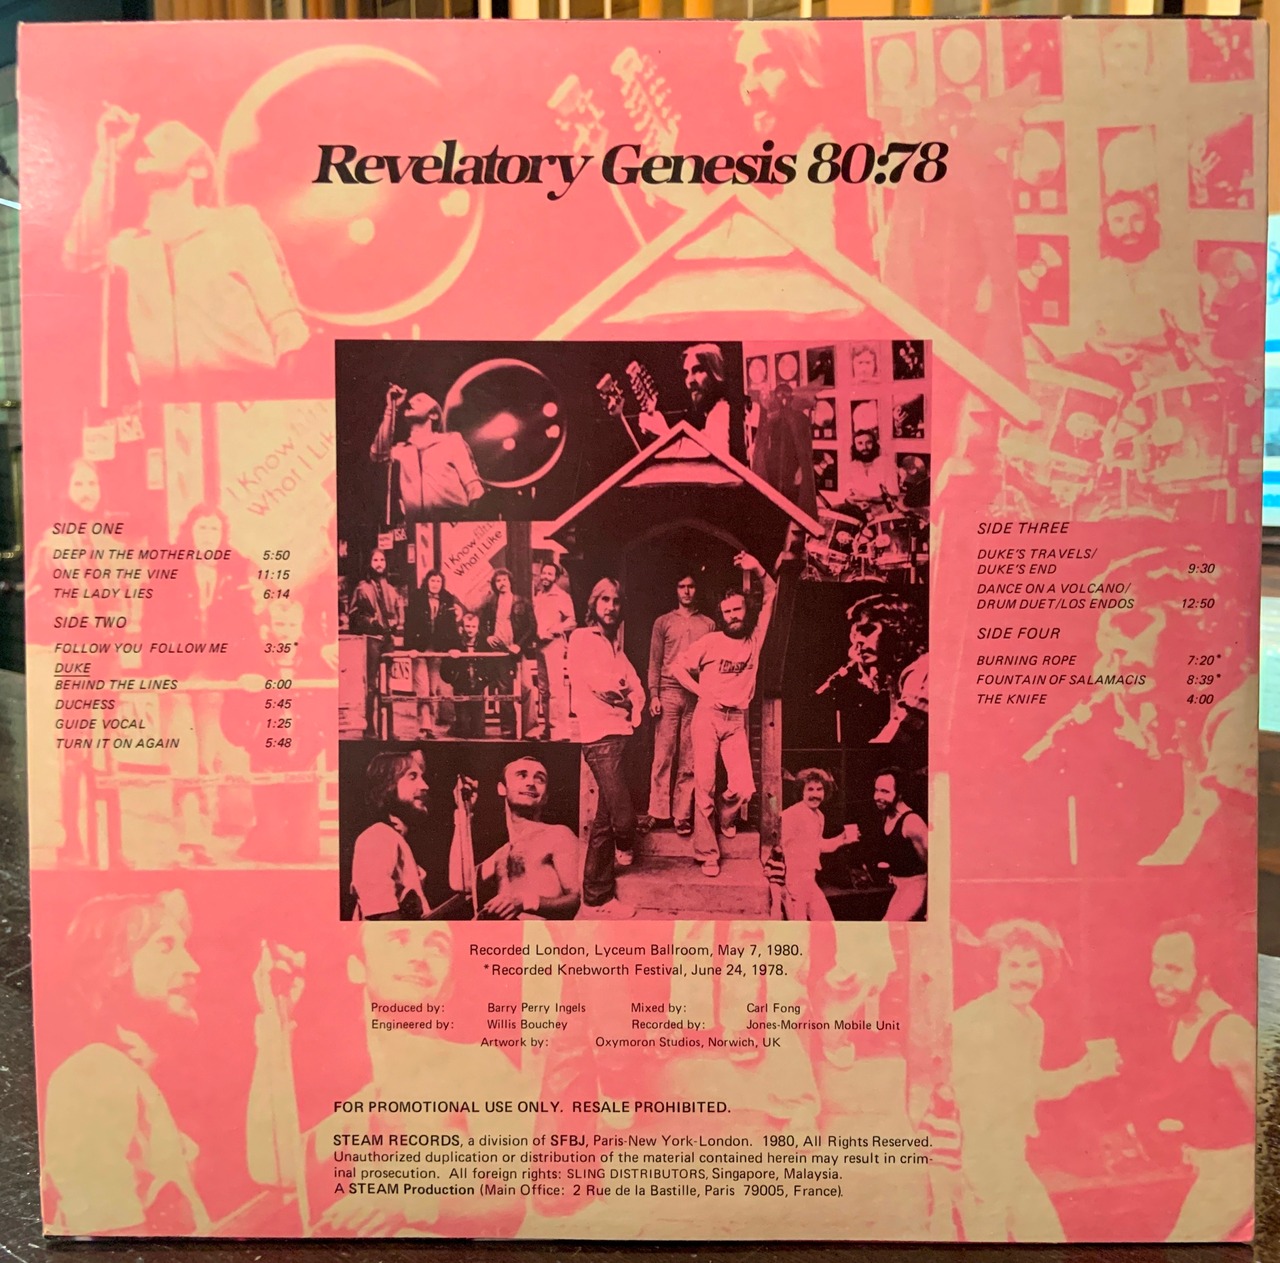 Revelatory Genesis 80:78
I Know
What I Like
I Know
What I Like
SIDE ONE
DEEP IN THE MOTHERLODE 5:50
ONE FOR THE VINE 11:15
THE LADY LIES 6:14
SIDE TWO
FOLLOW YOU FOLLOW ME 3:35*
DUKE
BEHIND THE LINES 6:00
DUCHESS 5:45
GUIDE VOCAL 1:25
TURN IT ON AGAIN 5:48
SIDE THREE
DUKE'S TRAVELS/
DUKE'S END 9:30
DANCE ON A VOLCANO/
DRUM DUET/LOS ENDOS 12:50
SIDE FOUR
BURNING ROPE 7:20*
FOUNTAIN OF SALAMACIS 8:39*
THE KNIFE 4:00
Recorded London, Lyceum Ballroom, May 7, 1980.
*Recorded Knebworth Festival, June 24, 1978.
Produced by: Barry Perry Ingels Mixed by: Carl Fong
Engineered by: Willis Bouchey Recorded by: Jones-Morrison Mobile Unit
Artwork by: Oxymoron Studios, Norwich, UK
FOR PROMOTIONAL USE ONLY. RESALE PROHIBITED.
STEAM RECORDS, a division of SFBJ, Paris-New York-London. 1980, All Rights Reserved.
Unauthorized duplication or distribution of the material contained herein may result in crim-
inal prosecution. All foreign rights: SLING DISTRIBUTORS, Singapore, Malaysia.
A STEAM Production (Main Office: 2 Rue de la Bastille, Paris 79005, France).